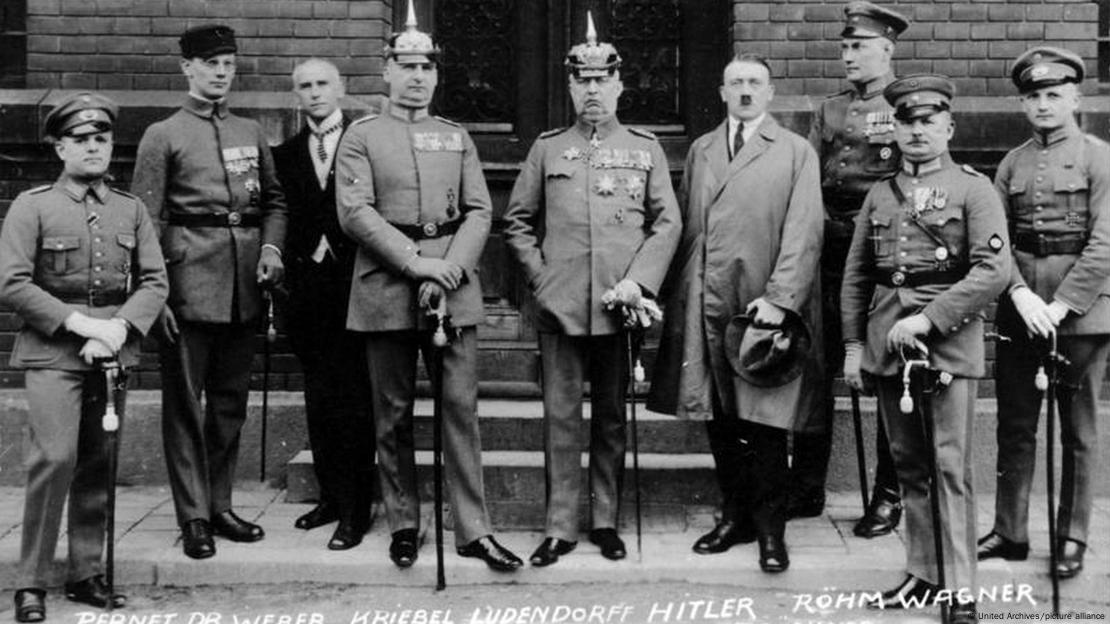 PERNET DR. WEBER KRIEBEL LUDENDORFF HITLER RÖHM WAGNER
© United Archives/picture alliance